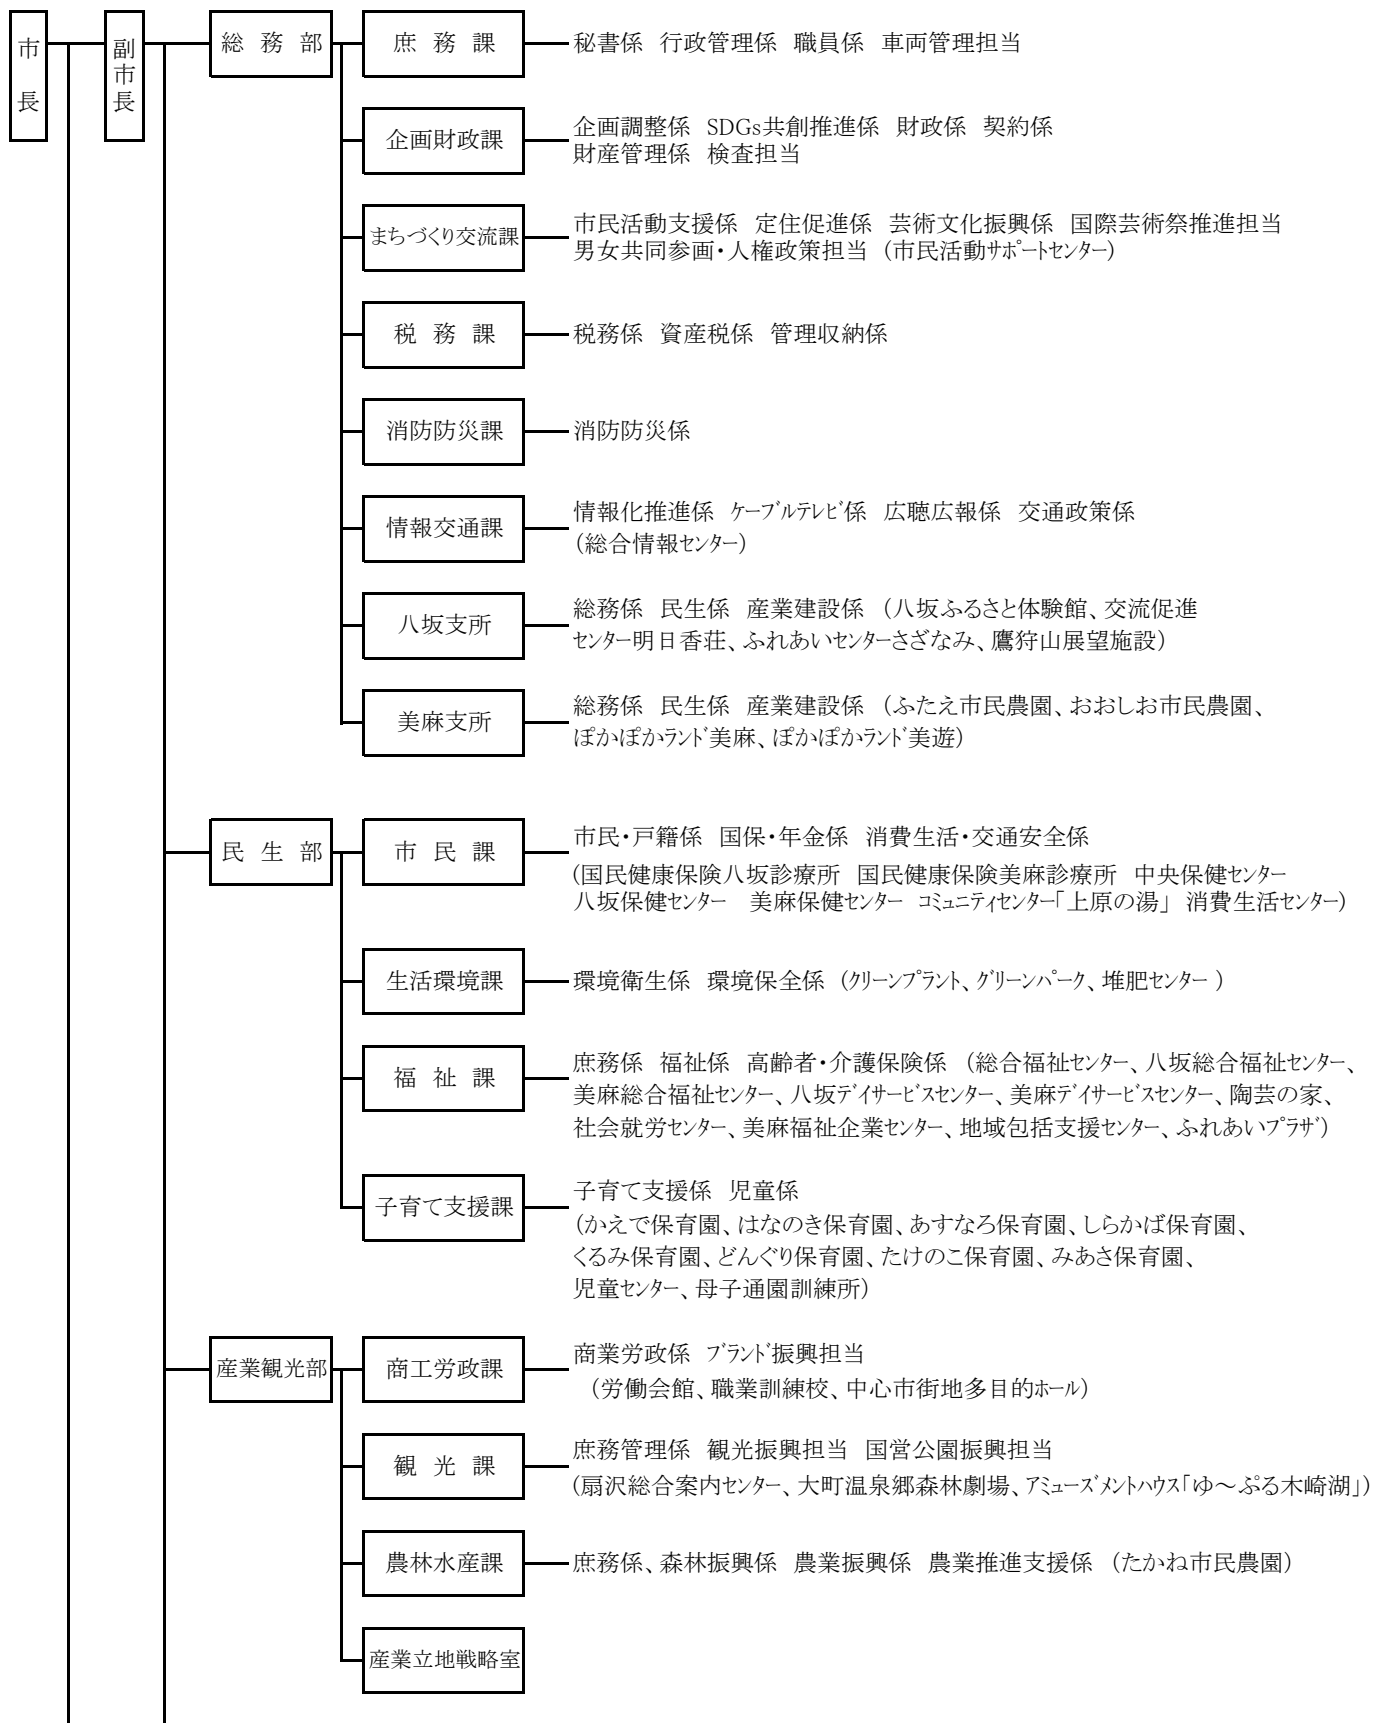 市長
副市長
総務部
庶務課
秘書係 行政管理係 職員係 車両管理担当
企画財政課
企画調整係 SDGs共創推進係 財政係 契約係
財産管理係 検査担当
まちづくり交流課
市民活動支援係 定住促進係 芸術文化振興係 国際芸術祭推進担当
男女共同参画・人権政策担当 (市民活動ｻﾎﾟｰﾄｾﾝﾀｰ)
税務課
税務係 資産税係 管理収納係
消防防災課
消防防災係
情報交通課
情報化推進係 ｹｰﾌﾞﾙﾃﾚﾋﾞ係 広聴広報係 交通政策係
(総合情報ｾﾝﾀｰ)
八坂支所
総務係 民生係 産業建設係 (八坂ふるさと体験館、交流促進
ｾﾝﾀｰ明日香荘、ふれあいｾﾝﾀｰさざなみ、鷹狩山展望施設)
美麻支所
総務係 民生係 産業建設係 (ふたえ市民農園、おおしお市民農園、
ぽかぽかﾗﾝﾄﾞ美麻、ぽかぽかﾗﾝﾄﾞ美遊)
民生部
市民課
市民・戸籍係 国保・年金係 消費生活・交通安全係
(国民健康保険八坂診療所 国民健康保険美麻診療所 中央保健ｾﾝﾀｰ
八坂保健ｾﾝﾀｰ 美麻保健ｾﾝﾀｰ ｺﾐｭﾆﾃｨｾﾝﾀｰ「上原の湯」 消費生活ｾﾝﾀｰ)
生活環境課
環境衛生係 環境保全係 (ｸﾘｰﾝﾌﾟﾗﾝﾄ、ｸﾞﾘｰﾝﾊﾟｰｸ、堆肥ｾﾝﾀｰ )
福祉課
庶務係 福祉係 高齢者・介護保険係 (総合福祉ｾﾝﾀｰ、八坂総合福祉ｾﾝﾀｰ、
美麻総合福祉ｾﾝﾀｰ、八坂ﾃﾞｲｻｰﾋﾞｽｾﾝﾀｰ、美麻ﾃﾞｲｻｰﾋﾞｽｾﾝﾀｰ、陶芸の家、
社会就労ｾﾝﾀｰ、美麻福祉企業ｾﾝﾀｰ、地域包括支援ｾﾝﾀｰ、ふれあいﾌﾟﾗｻﾞ)
子育て支援課
子育て支援係 児童係
(かえで保育園、はなのき保育園、あすなろ保育園、しらかば保育園、
くるみ保育園、どんぐり保育園、たけのこ保育園、みあさ保育園、
児童ｾﾝﾀｰ、母子通園訓練所)
産業観光部
商工労政課
商業労政係 ﾌﾞﾗﾝﾄﾞ振興担当
(労働会館、職業訓練校、中心市街地多目的ﾎｰﾙ)
観光課
庶務管理係 観光振興担当 国営公園振興担当
(扇沢総合案内ｾﾝﾀｰ、大町温泉郷森林劇場、ｱﾐｭｰｽﾞﾒﾝﾄﾊｳｽ「ゆ～ぷる木崎湖」)
農林水産課
庶務係、森林振興係 農業振興係 農業推進支援係 (たかね市民農園)
産業立地戦略室